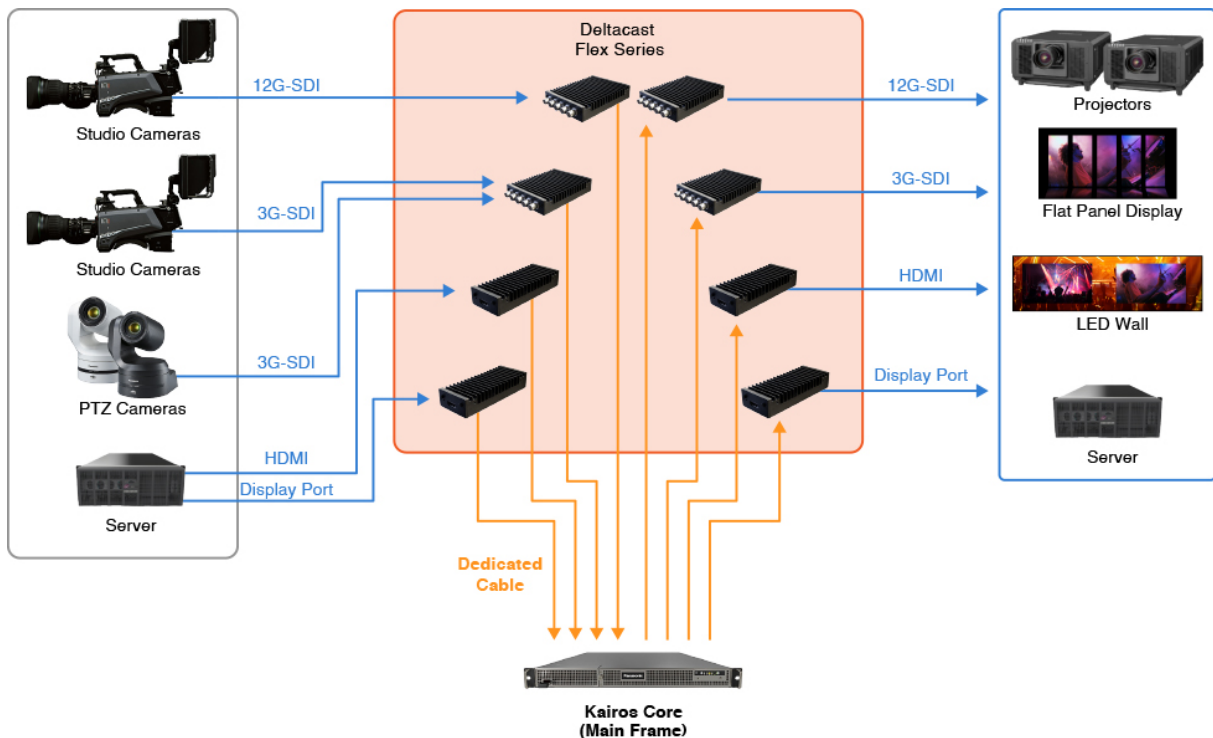 Deltacast
Flex Series
12G-SDI
Studio Cameras
3G-SDI
Studio Cameras
3G-SDI
PTZ Cameras
HDMI
Display Port
Server
12G-SDI
Projectors
3G-SDI
Flat Panel Display
HDMI
LED Wall
Display Port
Server
Dedicated
Cable
Panasonic
Kairos Core
(Main Frame)